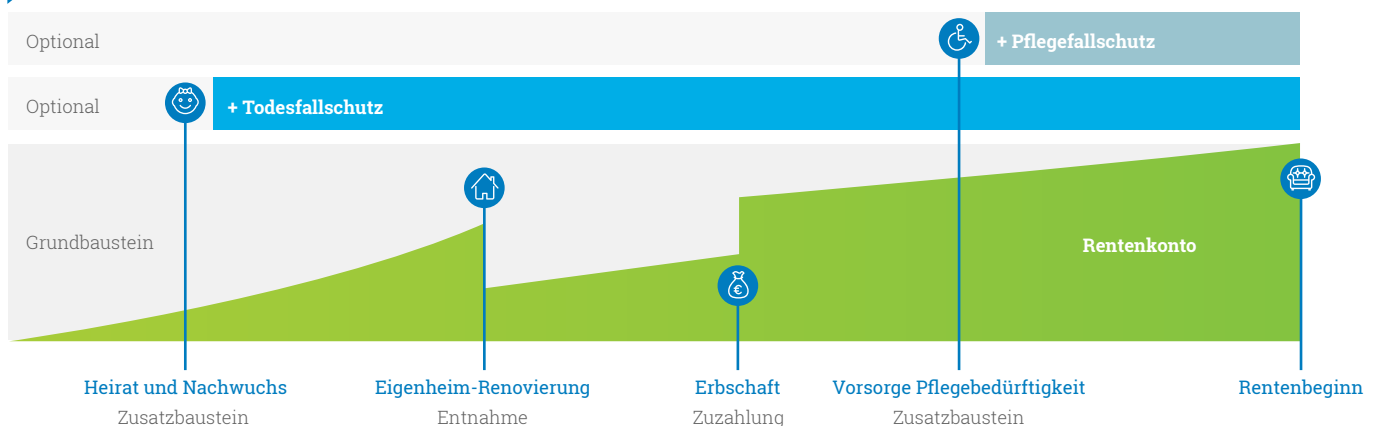 Optional
+ Pflegefallschutz
Optional
+ Todesfallschutz
Grundbaustein
€
Rentenkonto
Heirat und Nachwuchs
Zusatzbaustein
Eigenheim-Renovierung
Entnahme
Erbschaft
Zuzahlung
Vorsorge Pflegebedürftigkeit
Zusatzbaustein
Rentenbeginn